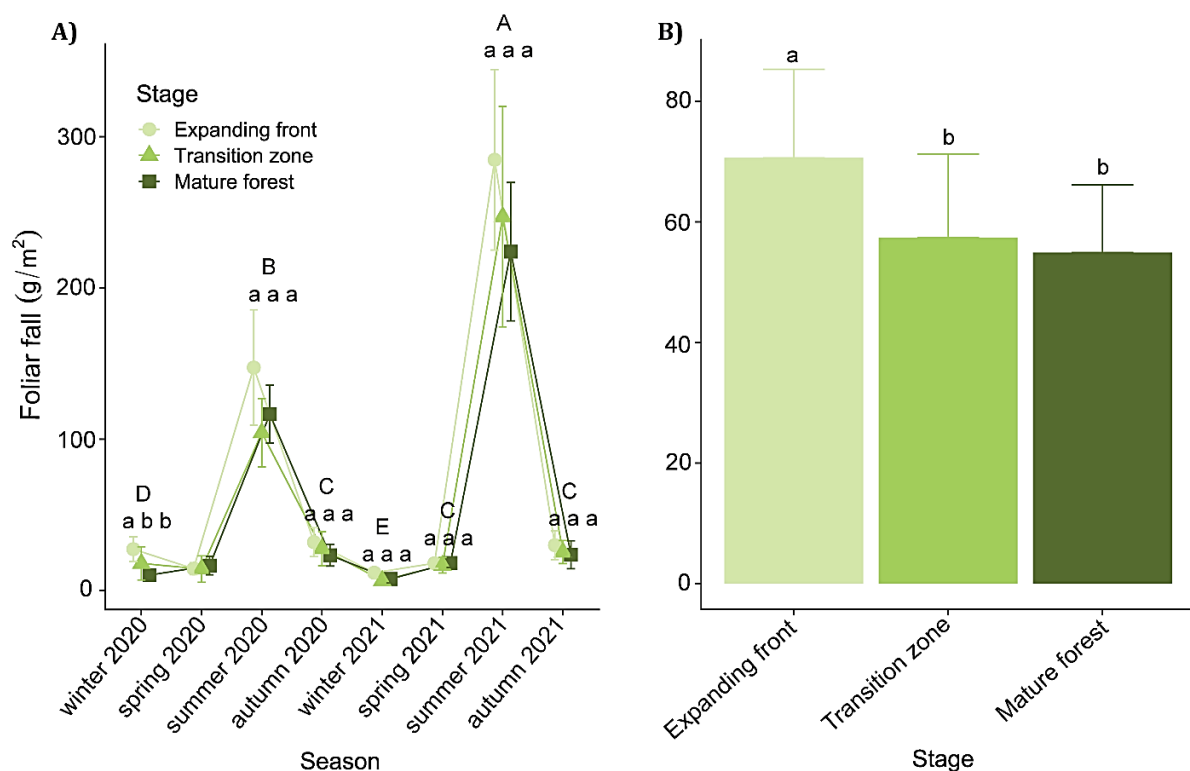 A)
Stage
Expanding front
Transition zone
Mature forest
Foliar fall (g/m²)
300
200
100
0
D
a b b
B
a a a
C
a a a
E
a a a
C
a a a
A
a a a
C
a a a
winter 2020
spring 2020
summer 2020
autumn 2020
winter 2021
spring 2021
summer 2021
autumn 2021
Season
B)
80
60
40
20
0
a
b
b
Expanding front
Transition zone
Mature forest
Stage